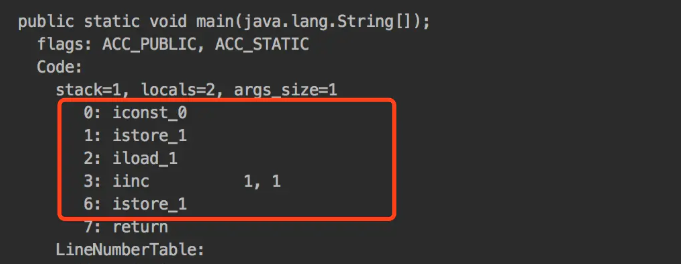 public static void main(java.lang.String[]);
flags: ACC_PUBLIC, ACC_STATIC
Code:
stack=1, locals=2, args_size=1
0: iconst_0
1: istore_1
2: iload_1
3: iinc 1, 1
6: istore_1
7: return
LineNumberTable: